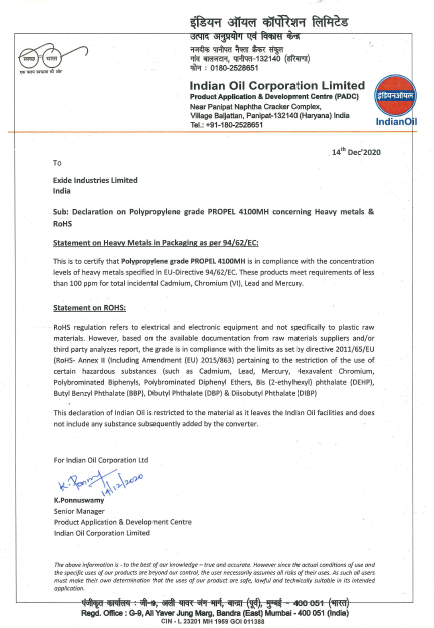 इंडियन ऑयल कॉर्पोरेशन लिमिटेड
उत्पाद अनुप्रयोग एवं विकास केन्द्र
नजदीक पानीपत नैफ्ता क्रैकर संकुल
गांव बालजटान, पानीपत-132140 (हरियाणा)
फोन : 0180-2528651
स्वच्छ भारत
एक कदम स्वच्छता की ओर
Indian Oil Corporation Limited
Product Application & Development Centre (PADC)
Near Panipat Naphtha Cracker Complex,
Village Baljattan, Panipat-132140 (Haryana) India
Tel.: +91-180-2528651
इंडियनऑयल
IndianOil
14th Dec'2020
To
Exide Industries Limited
India
Sub: Declaration on Polypropylene grade PROPEL 4100MH concerning Heavy metals &
RoHS
Statement on Heavy Metals in Packaging as per 94/62/EC:
This is to certify that Polypropylene grade PROPEL 4100MH is in compliance with the concentration
levels of heavy metals specified in EU-Directive 94/62/EC. These products meet requirements of less
than 100 ppm for total incidental Cadmium, Chromium (VI), Lead and Mercury.
Statement on ROHS:
RoHS regulation refers to electrical and electronic equipment and not specifically to plastic raw
materials. However, based on the available documentation from raw materials suppliers and/or
third party analyzes report, the grade is in compliance with the limits as set by directive 2011/65/EU
(RoHS- Annex II (Including Amendment (EU) 2015/863) pertaining to the restriction of the use of
certain hazardous substances (such as Cadmium, Lead, Mercury, Hexavalent Chromium,
Polybrominated Biphenyls, Polybrominated Diphenyl Ethers, Bis (2-ethylhexyl) phthalate (DEHP),
Butyl Benzyl Phthalate (BBP), Dibutyl Phthalate (DBP) & Diisobutyl Phthalate (DIBP)
This declaration of Indian Oil is restricted to the material as it leaves the Indian Oil facilities and does
not include any substance subsequently added by the converter.
For Indian Oil Corporation Ltd
14/12/2020
K.Ponnuswamy
Senior Manager
Product Application & Development Centre
Indian Oil Corporation Limited
The above information is - to the best of our knowledge – true and accurate. However since the actual conditions of use and
the specific uses of our products are beyond our control, the user necessarily assumes all risks of their uses. As such all users
must make their own determination that the uses of our product are safe, lawful and technically suitable in its intended
application.
पंजीकृत कार्यालय : जी-9, अली यावर जंग मार्ग, बान्द्रा (पूर्व), मुम्बई - 400 051 (भारत)
Regd. Office : G-9, Ali Yaver Jung Marg, Bandra (East) Mumbai - 400 051 (India)
CIN - L 23201 MH 1959 GOI 011388